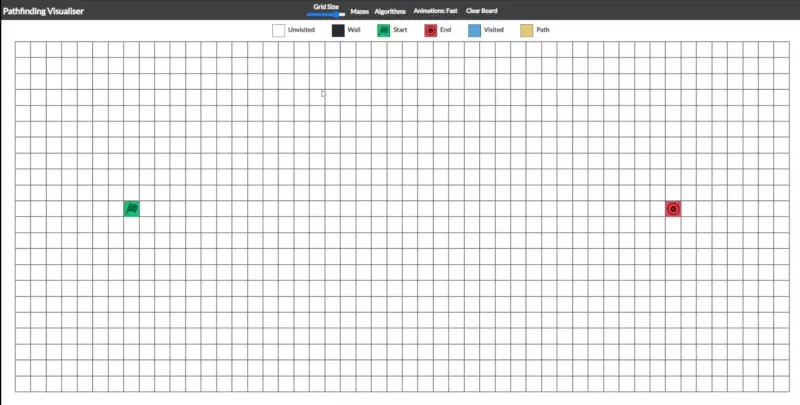 Pathfinding Visualiser
Grid Size
Mazes
Algorithms
Animations: Fast
Clear Board
Unvisited
Wall
Start
End
Visited
Path